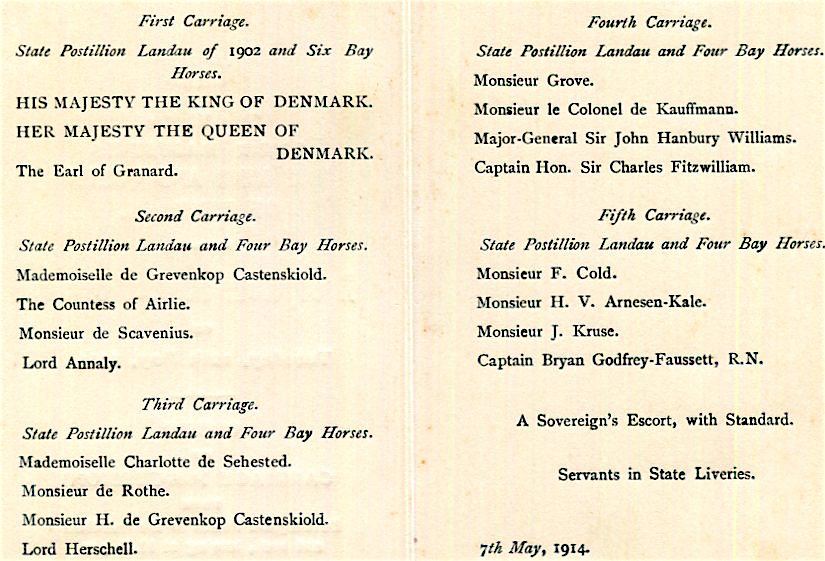 First Carriage.
State Postillion Landau of 1902 and Six Bay
Horses.
HIS MAJESTY THE KING OF DENMARK.
HER MAJESTY THE QUEEN OF
DENMARK.
The Earl of Granard.
Second Carriage.
State Postillion Landau and Four Bay Horses.
Mademoiselle de Grevenkop Castenskiold.
The Countess of Airlie.
Monsieur de Scavenius.
Lord Annaly.
Third Carriage.
State Postillion Landau and Four Bay Horses.
Mademoiselle Charlotte de Sehested.
Monsieur de Rothe.
Monsieur H. de Grevenkop Castenskiold.
Lord Herschell.
Fourth Carriage.
State Postillion Landau and Four Bay Horses.
Monsieur Grove.
Monsieur le Colonel de Kauffmann.
Major-General Sir John Hanbury Williams.
Captain Hon. Sir Charles Fitzwilliam.
Fifth Carriage.
State Postillion Landau and Four Bay Horses.
Monsieur F. Cold.
Monsieur H. V. Arnesen-Kale.
Monsieur J. Kruse.
Captain Bryan Godfrey-Faussett, R.N.
A Sovereign's Escort, with Standard.
Servants in State Liveries.
7th May, 1914.